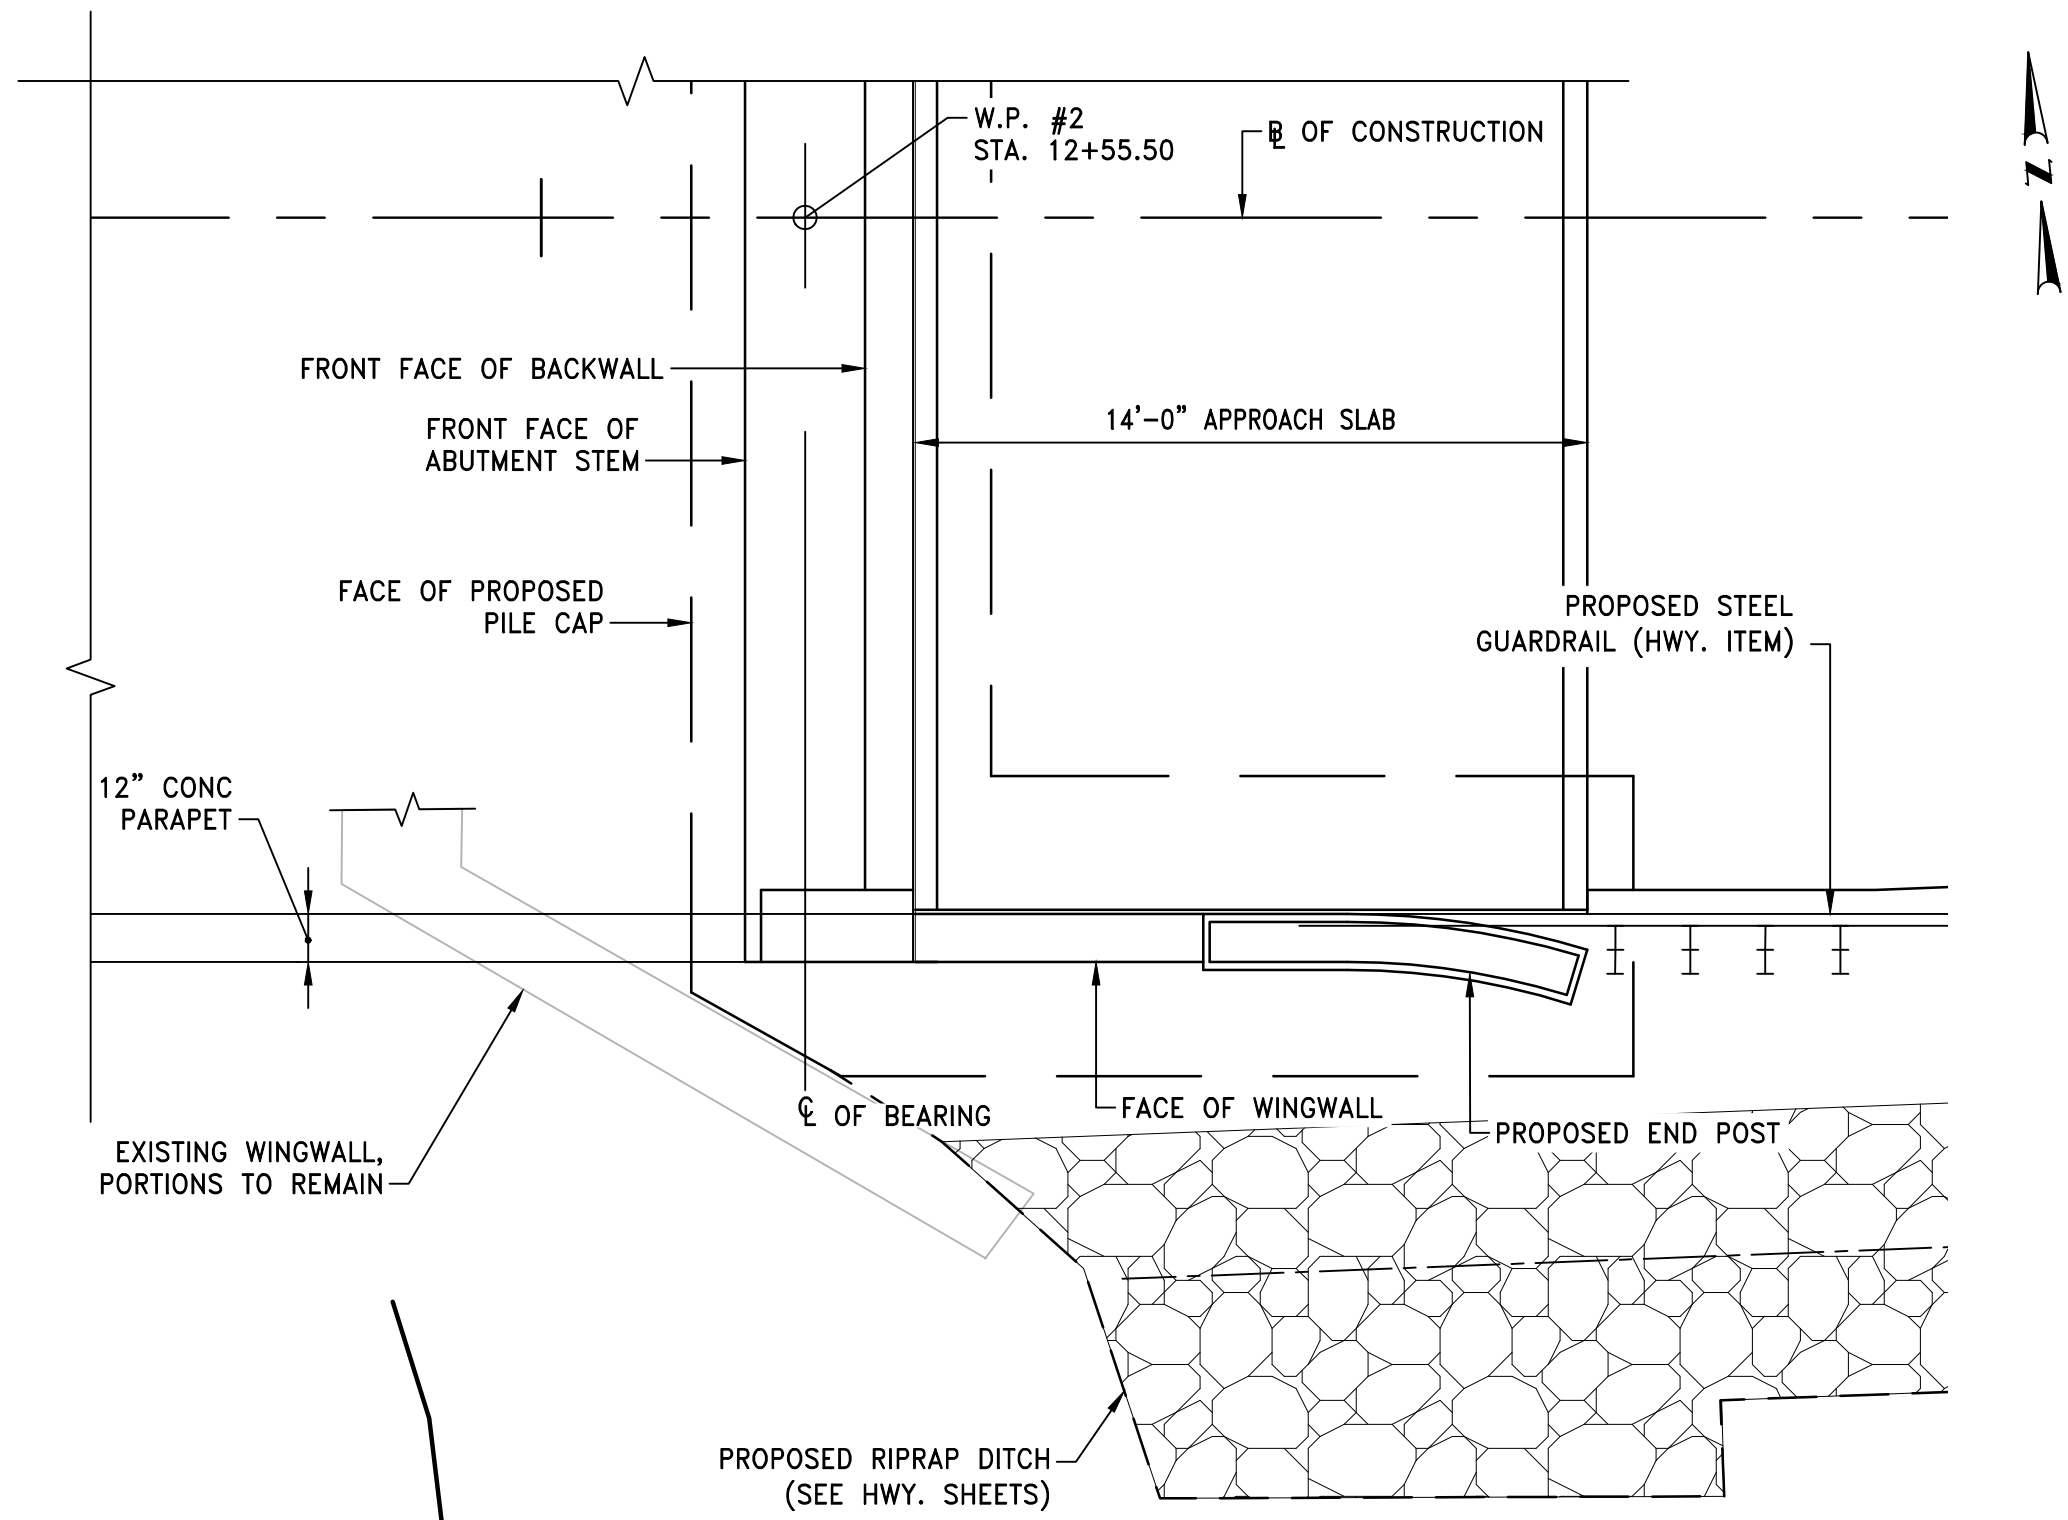 W.P. #2
STA. 12+55.50
℄ OF CONSTRUCTION
N
FRONT FACE OF BACKWALL
FRONT FACE OF
ABUTMENT STEM
14'-0" APPROACH SLAB
FACE OF PROPOSED
PILE CAP
PROPOSED STEEL
GUARDRAIL (HWY. ITEM)
12" CONC
PARAPET
℄ OF BEARING
FACE OF WINGWALL
PROPOSED END POST
EXISTING WINGWALL,
PORTIONS TO REMAIN
PROPOSED RIPRAP DITCH
(SEE HWY. SHEETS)